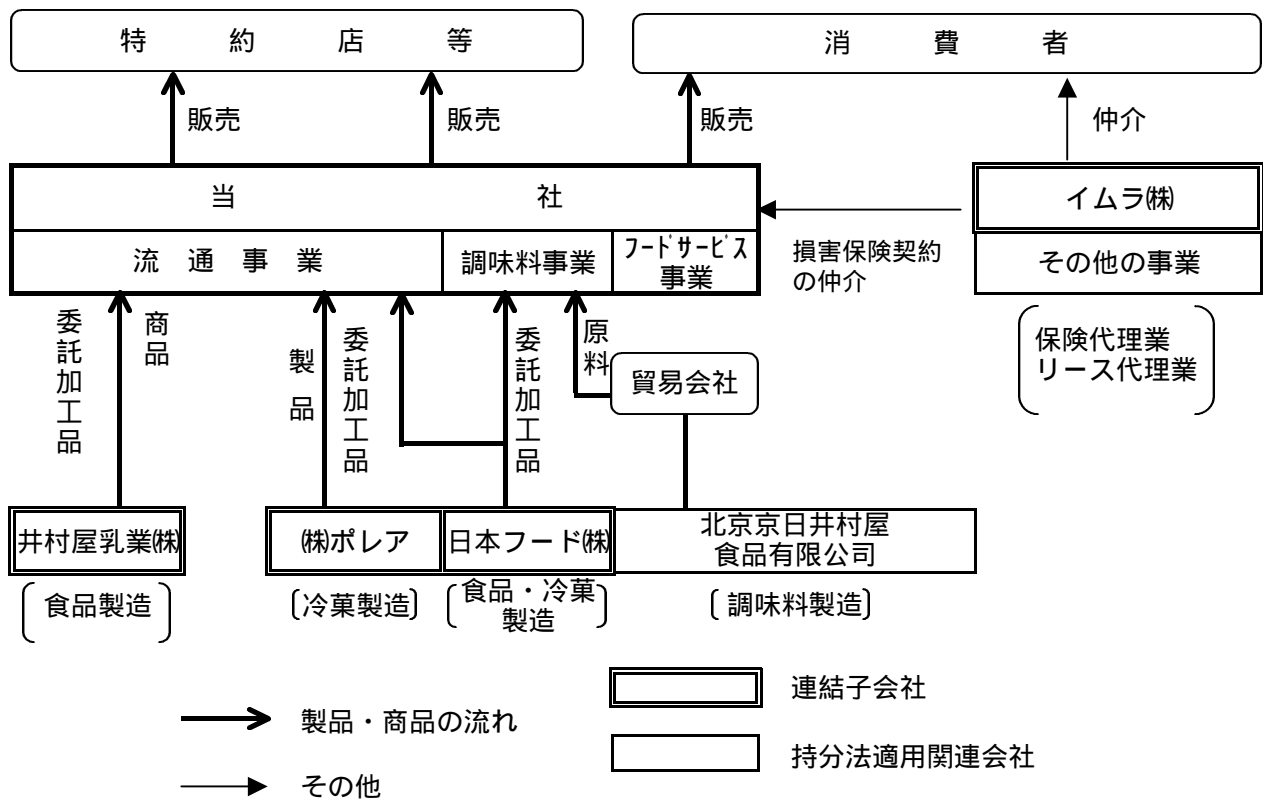 特約店等
消費者
販売
販売
販売
仲介
当社
イムラ㈱
流通事業
調味料事業
ﾌｰﾄﾞｻｰﾋﾞｽ
事業
損害保険契約
の仲介
その他の事業
保険代理業
リース代理業
委託加工品
商品
製品
委託加工品
委託加工品
原料
貿易会社
井村屋乳業㈱
㈱ポレア
日本フード㈱
北京京日井村屋
食品有限公司
食品製造
冷菓製造
食品・冷菓
製造
調味料製造
連結子会社
製品・商品の流れ
持分法適用関連会社
その他